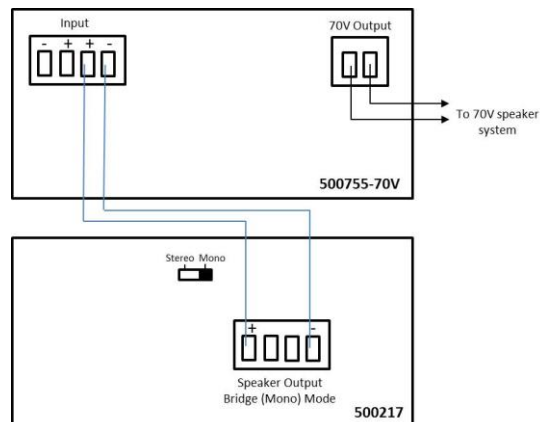 Input
- + + -
70V Output
To 70V speaker
system
500755-70V
Stereo Mono
+ -
Speaker Output
Bridge (Mono) Mode
500217